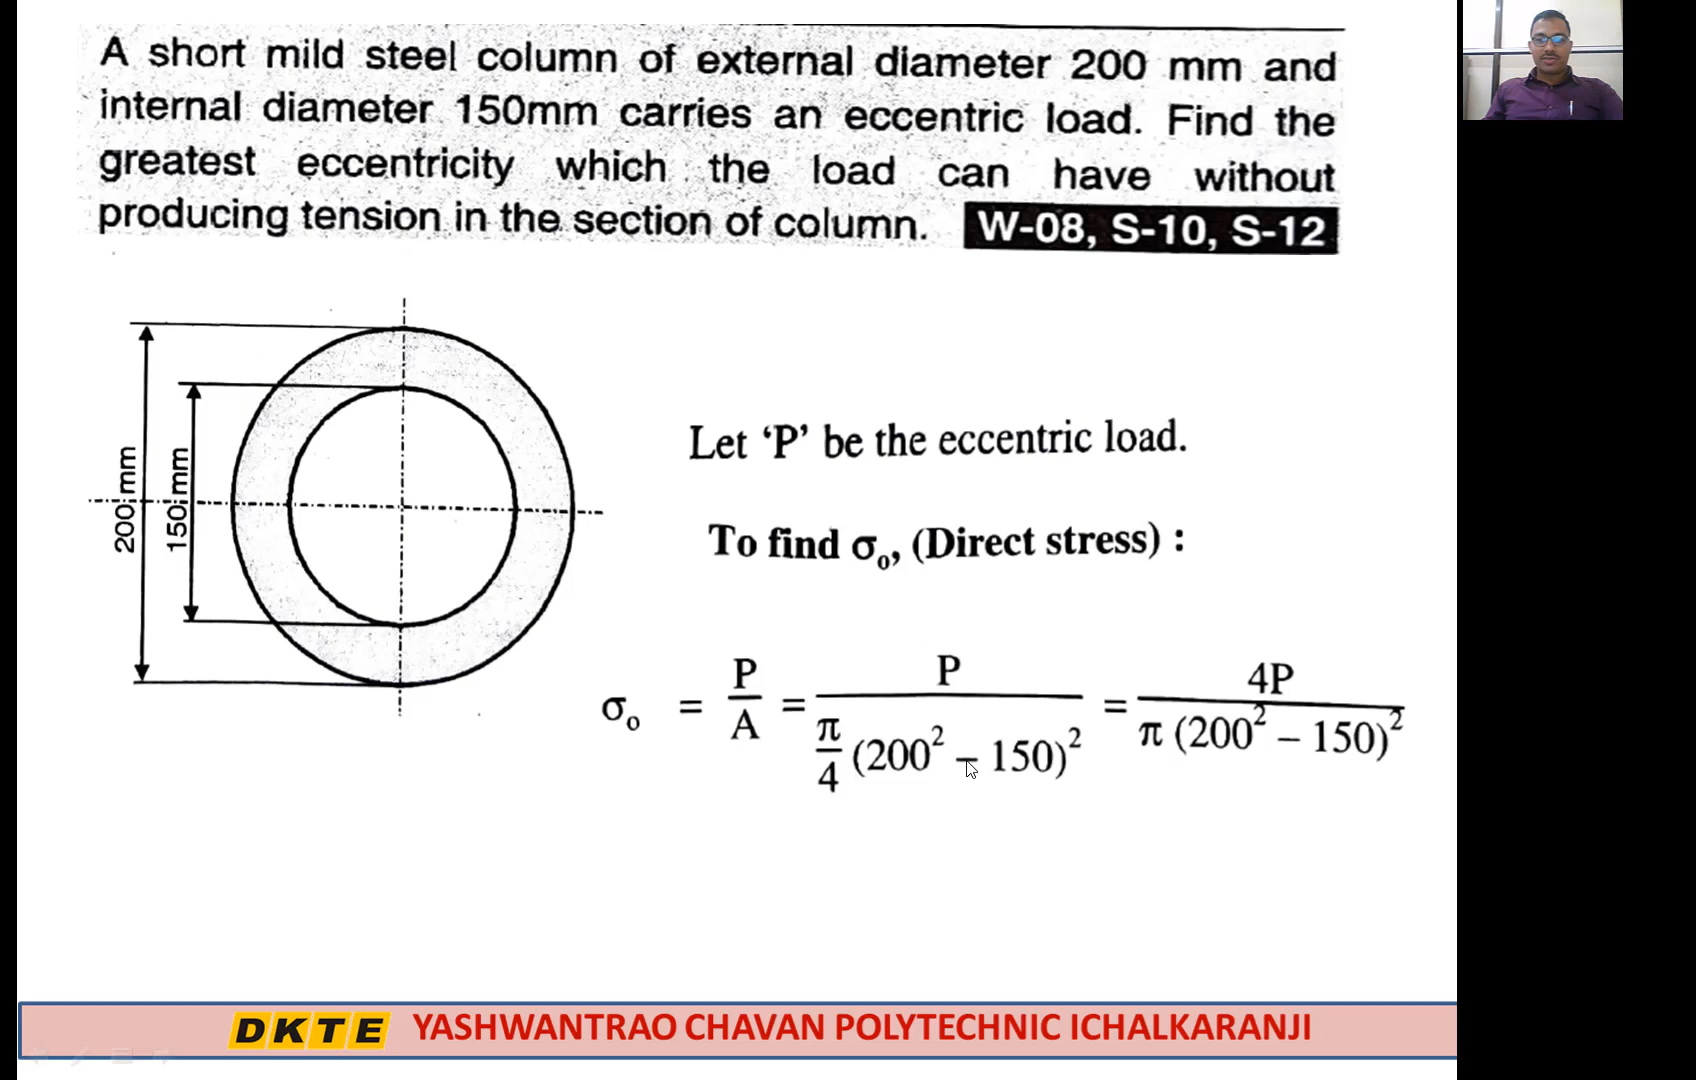 A short mild steel column of external diameter 200 mm and
internal diameter 150mm carries an eccentric load. Find the
greatest eccentricity which the load can have without
producing tension in the section of column. W-08, S-10, S-12
200 mm
150 mm
Let ‘P’ be the eccentric load.
To find σₒ, (Direct stress) :
σₒ = P/A = P / (π/4 (200² – 150)²) = 4P / (π (200² – 150)²)
DKTE YASHWANTRAO CHAVAN POLYTECHNIC ICHALKARANJI